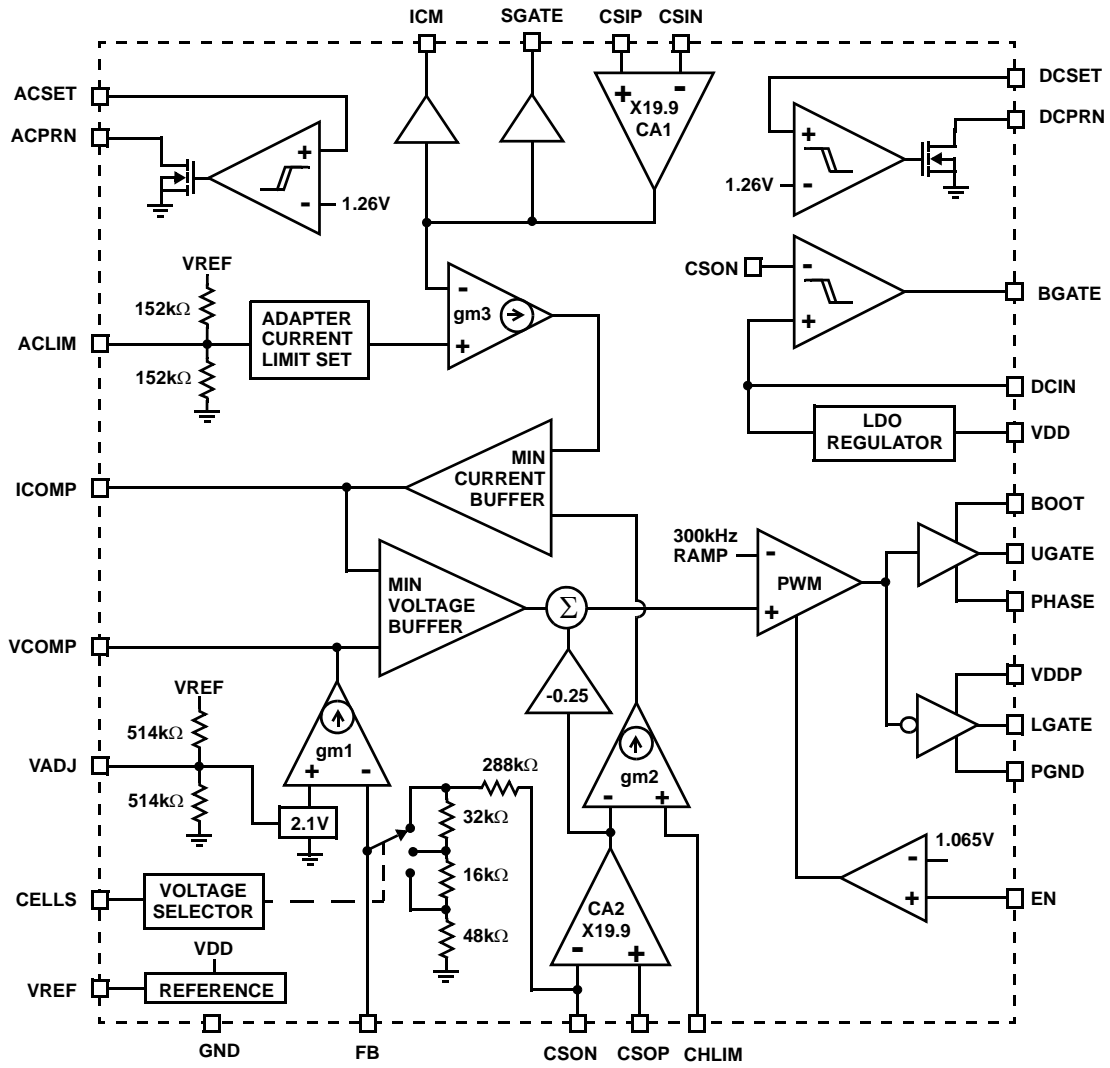 ICM
SGATE
CSIP
CSIN
ACSET
ACPRN
+
-
1.26V
+
-
X19.9
CA1
DCSET
DCPRN
+
1.26V
-
VREF
152kΩ
ACLIM
152kΩ
ADAPTER
CURRENT
LIMIT SET
-
gm3
+
CSON
-
+
BGATE
DCIN
LDO
REGULATOR
VDD
ICOMP
MIN
CURRENT
BUFFER
BOOT
UGATE
PHASE
300kHz
RAMP
-
PWM
+
MIN
VOLTAGE
BUFFER
Σ
VCOMP
-0.25
VDDP
LGATE
PGND
VREF
514kΩ
VADJ
514kΩ
gm1
+
-
2.1V
288kΩ
32kΩ
16kΩ
48kΩ
gm2
-
+
1.065V
-
+
EN
CELLS
VOLTAGE
SELECTOR
CA2
X19.9
-
+
VDD
VREF
REFERENCE
GND
FB
CSON
CSOP
CHLIM